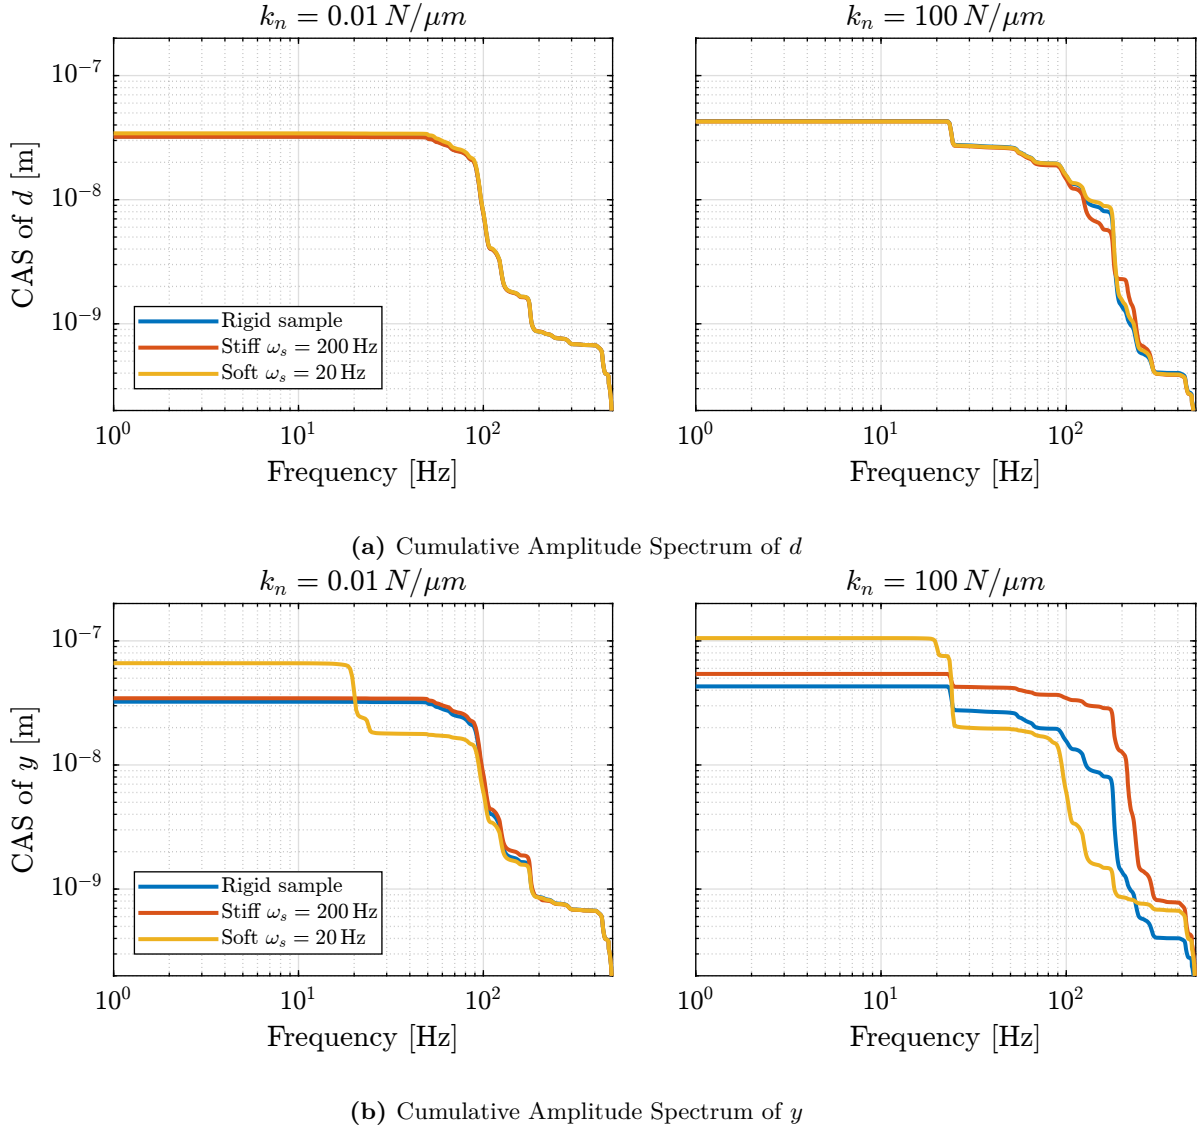 k_n = 0.01 N/μm
k_n = 100 N/μm
CAS of d [m]
10^{-7}
10^{-8}
10^{-9}
Rigid sample
Stiff ω_s = 200 Hz
Soft ω_s = 20 Hz
10^0 10^1 10^2
10^0 10^1 10^2
Frequency [Hz]
Frequency [Hz]
(a) Cumulative Amplitude Spectrum of d
k_n = 0.01 N/μm
k_n = 100 N/μm
CAS of y [m]
10^{-7}
10^{-8}
10^{-9}
Rigid sample
Stiff ω_s = 200 Hz
Soft ω_s = 20 Hz
10^0 10^1 10^2
10^0 10^1 10^2
Frequency [Hz]
Frequency [Hz]
(b) Cumulative Amplitude Spectrum of y